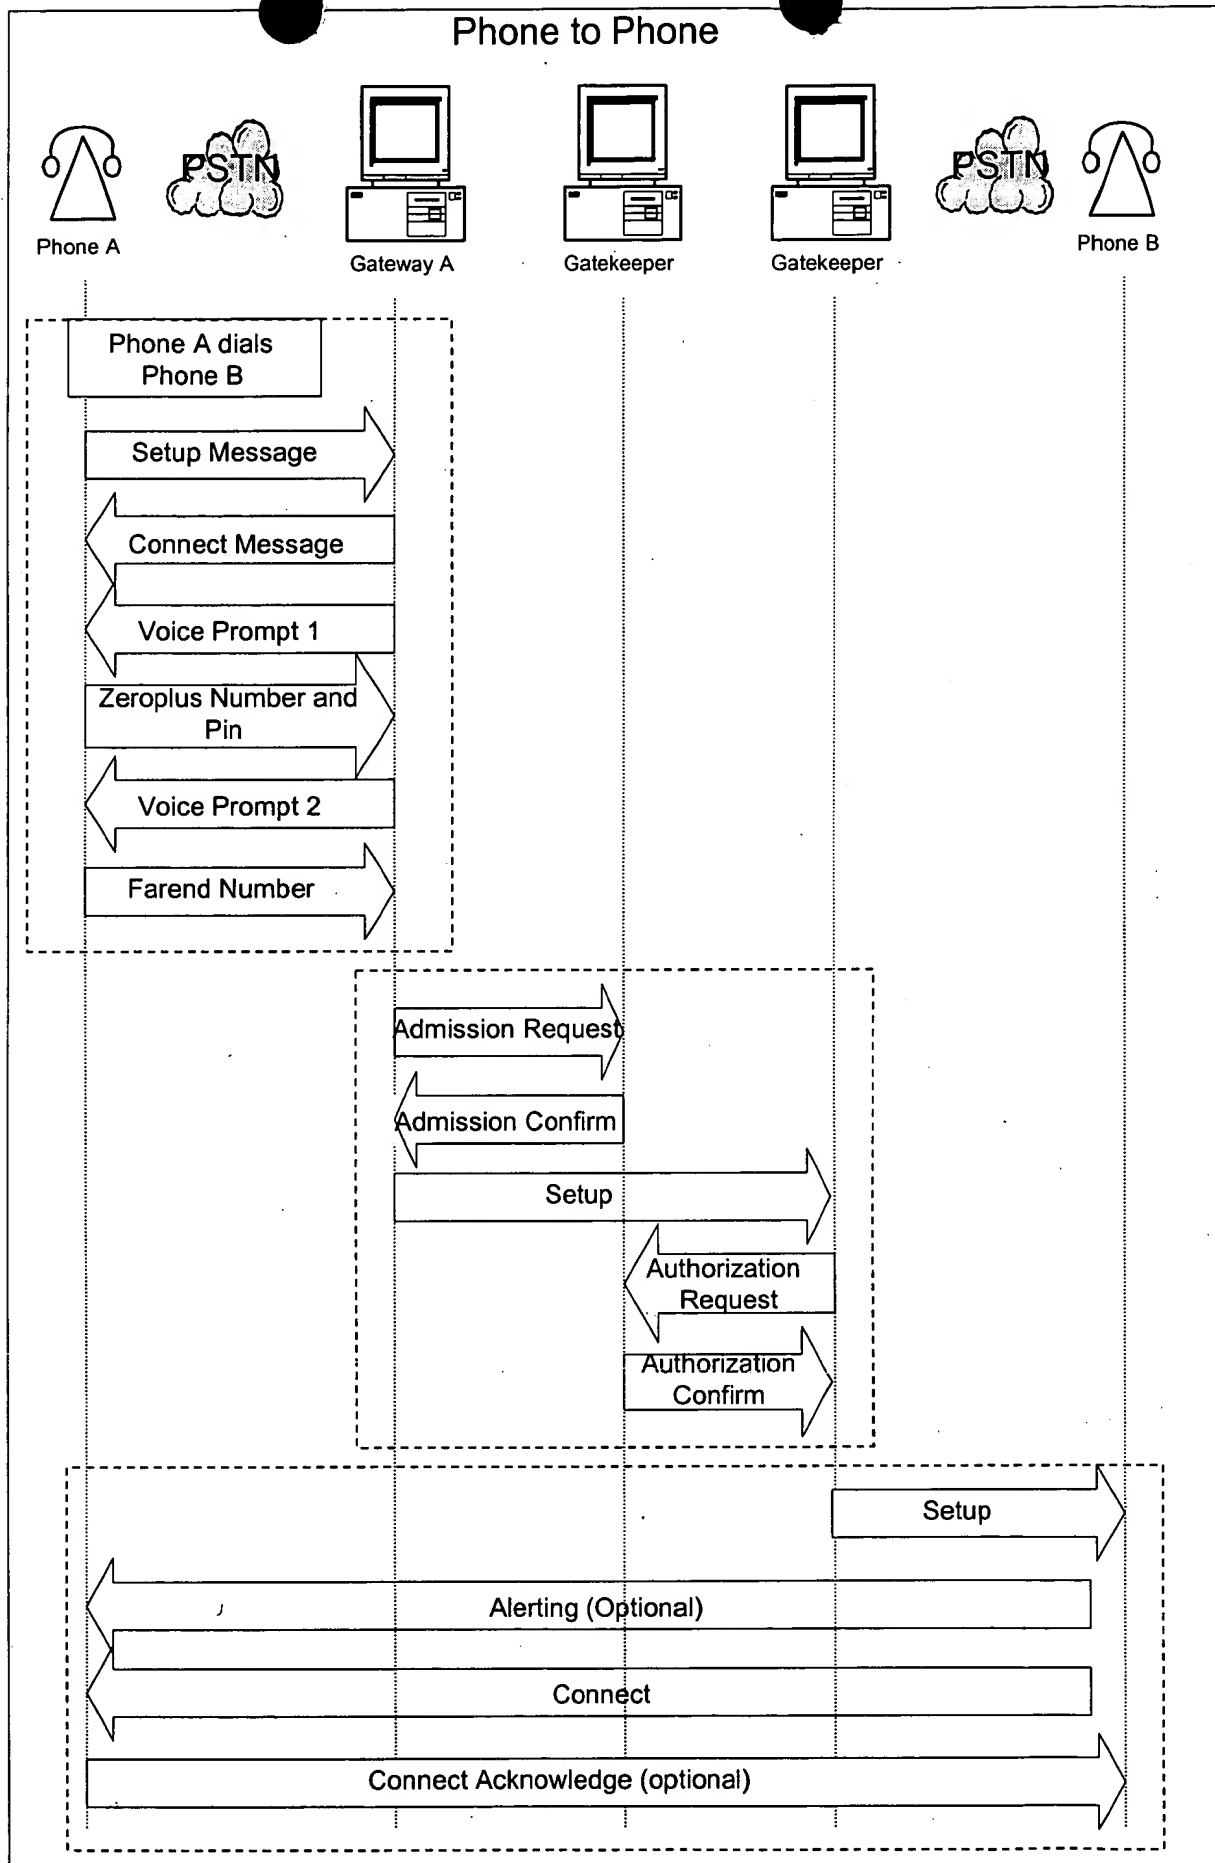 Phone to Phone
PSTN
PSTN
Phone A
Gateway A
Gatekeeper
Gatekeeper
Phone B
Phone A dials
Phone B
Setup Message
Connect Message
Voice Prompt 1
Zeroplus Number and
Pin
Voice Prompt 2
Farend Number
Admission Request
Admission Confirm
Setup
Authorization
Request
Authorization
Confirm
Setup
Alerting (Optional)
Connect
Connect Acknowledge (optional)